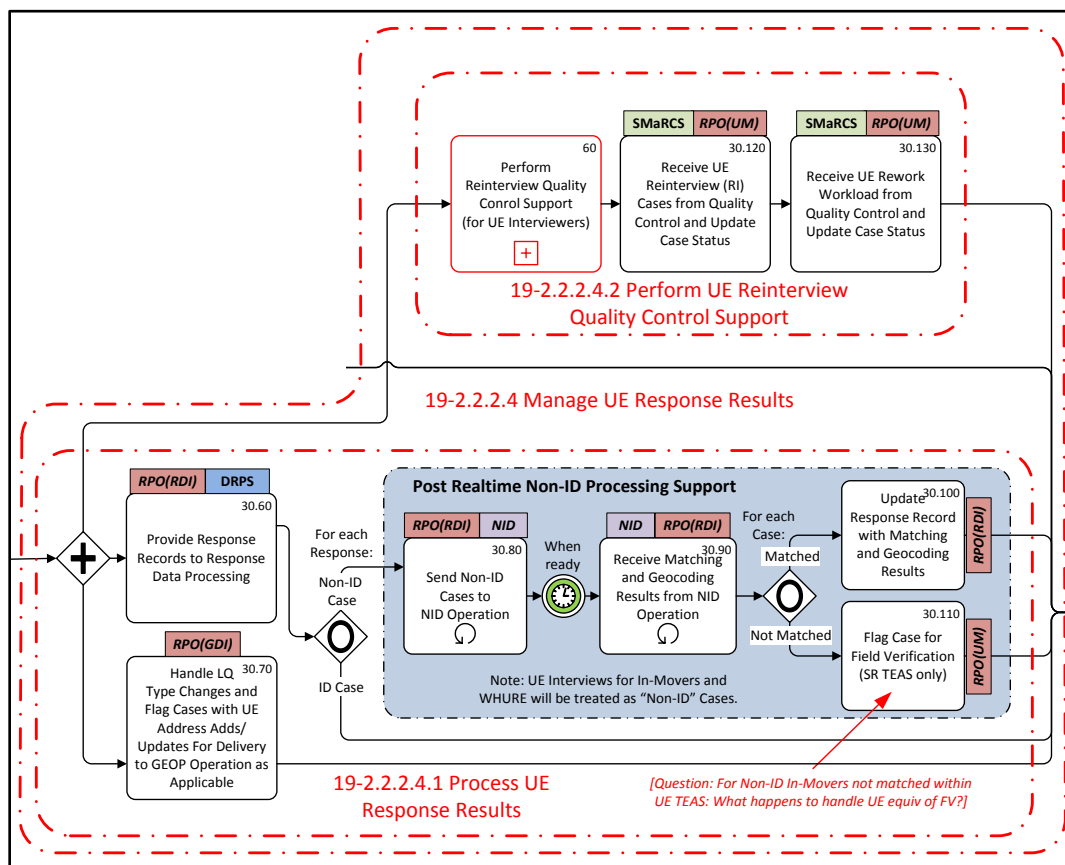 SMaRCS
RPO(UM)
60
Perform
Reinterview Quality
Conrol Support
(for UE Interviewers)
30.120
Receive UE
Reinterview (RI)
Cases from Quality
Control and Update
Case Status
SMaRCS
RPO(UM)
30.130
Receive UE Rework
Workload from
Quality Control and
Update Case Status
19-2.2.2.4.2 Perform UE Reinterview
Quality Control Support
19-2.2.2.4 Manage UE Response Results
RPO(RDI)
DRPS
30.60
Provide Response
Records to Response
Data Processing
RPO(GDI)
30.70
Handle LQ
Type Changes and
Flag Cases with UE
Address Adds/
Updates For Delivery
to GEOP Operation as
Applicable
For each
Response:
Non-ID
Case
ID Case
Post Realtime Non-ID Processing Support
RPO(RDI)
NID
30.80
Send Non-ID
Cases to
NID Operation
When
ready
NID
RPO(RDI)
30.90
Receive Matching
and Geocoding
Results from NID
Operation
For each
Case:
Matched
Not Matched
30.100
Update
Response Record
with Matching
and Geocoding
Results
RPO(RDI)
30.110
Flag Case for
Field Verification
(SR TEAS only)
RPO(UM)
Note: UE Interviews for In-Movers and
WHURE will be treated as “Non-ID” Cases.
19-2.2.2.4.1 Process UE
Response Results
[Question: For Non-ID In-Movers not matched within
UE TEAS: What happens to handle UE equiv of FV?]